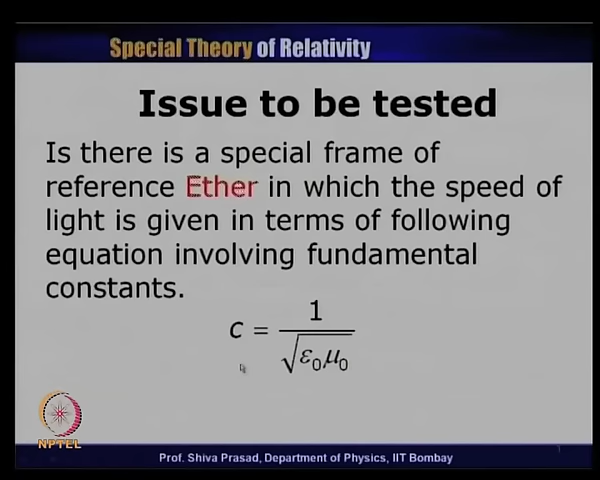 Special Theory of Relativity
Issue to be tested
Is there is a special frame of
reference Ether in which the speed of
light is given in terms of following
equation involving fundamental
constants.
c = 1 / √ε₀μ₀
NPTEL
Prof. Shiva Prasad, Department of Physics, IIT Bombay
1